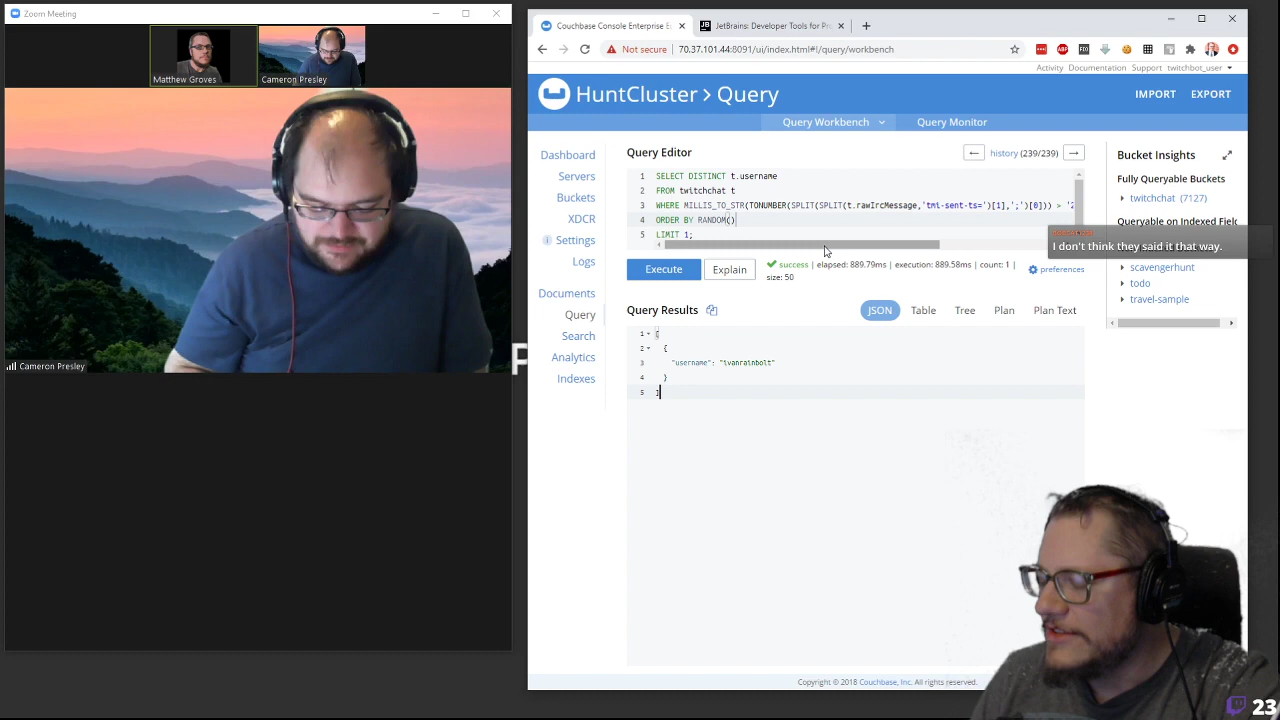 Zoom Meeting
Matthew Groves
Cameron Presley
Cameron Presley
Couchbase Console Enterprise E
JetBrains: Developer Tools for Pro
Not secure
70.37.101.44:8091/ui/index.html#!/query/workbench
Activity Documentation Support twitchbot_user
HuntCluster > Query
IMPORT EXPORT
Query Workbench
Query Monitor
Dashboard
Servers
Buckets
XDCR
Settings
Logs
Documents
Query
Search
Analytics
Indexes
Query Editor
history (239/239)
1 SELECT DISTINCT t.username
2 FROM twitchchat t
3 WHERE MILLIS_TO_STR(TONUMBER(SPLIT(SPLIT(t.rawIrcMessage,'tmi-sent-ts=')[1],';')[0])) > '2
4 ORDER BY RANDOM()
5 LIMIT 1;
Execute
Explain
success | elapsed: 889.79ms | execution: 889.58ms | count: 1 |
size: 50
preferences
Query Results
JSON Table Tree Plan Plan Text
1 [
2 {
3 "username": "ivanrainbolt"
4 }
5 ]
Bucket Insights
Fully Queryable Buckets
twitchchat (7127)
Queryable on Indexed Field
I don't think they said it that way.
scavengerhunt
todo
travel-sample
Copyright © 2018 Couchbase, Inc. All rights reserved.
23